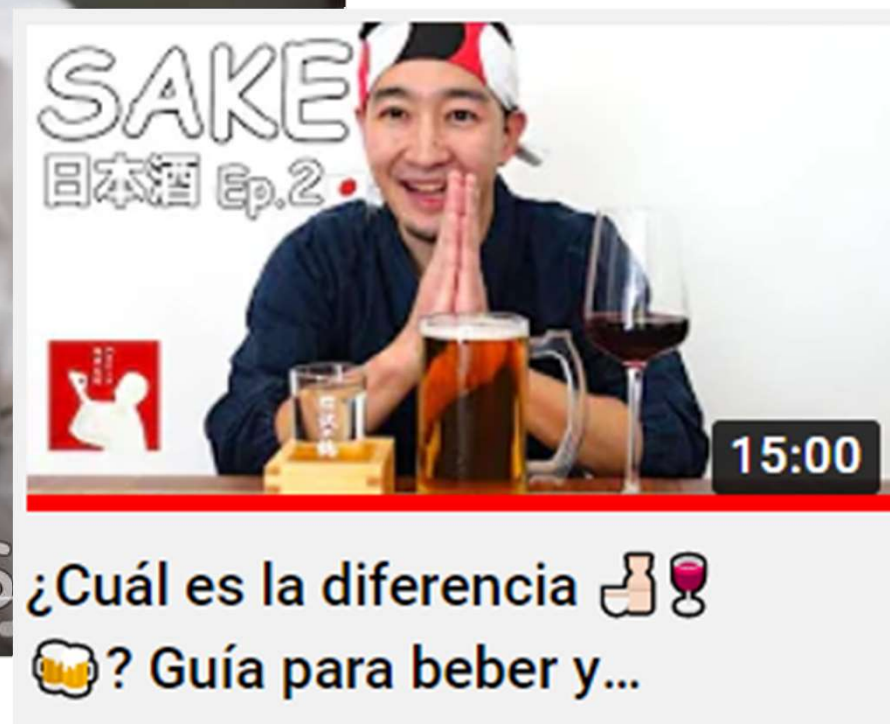 SAKE
日本酒 Ep.2
15:00
¿Cuál es la diferencia 🍶🍷
🍻? Guía para beber y...